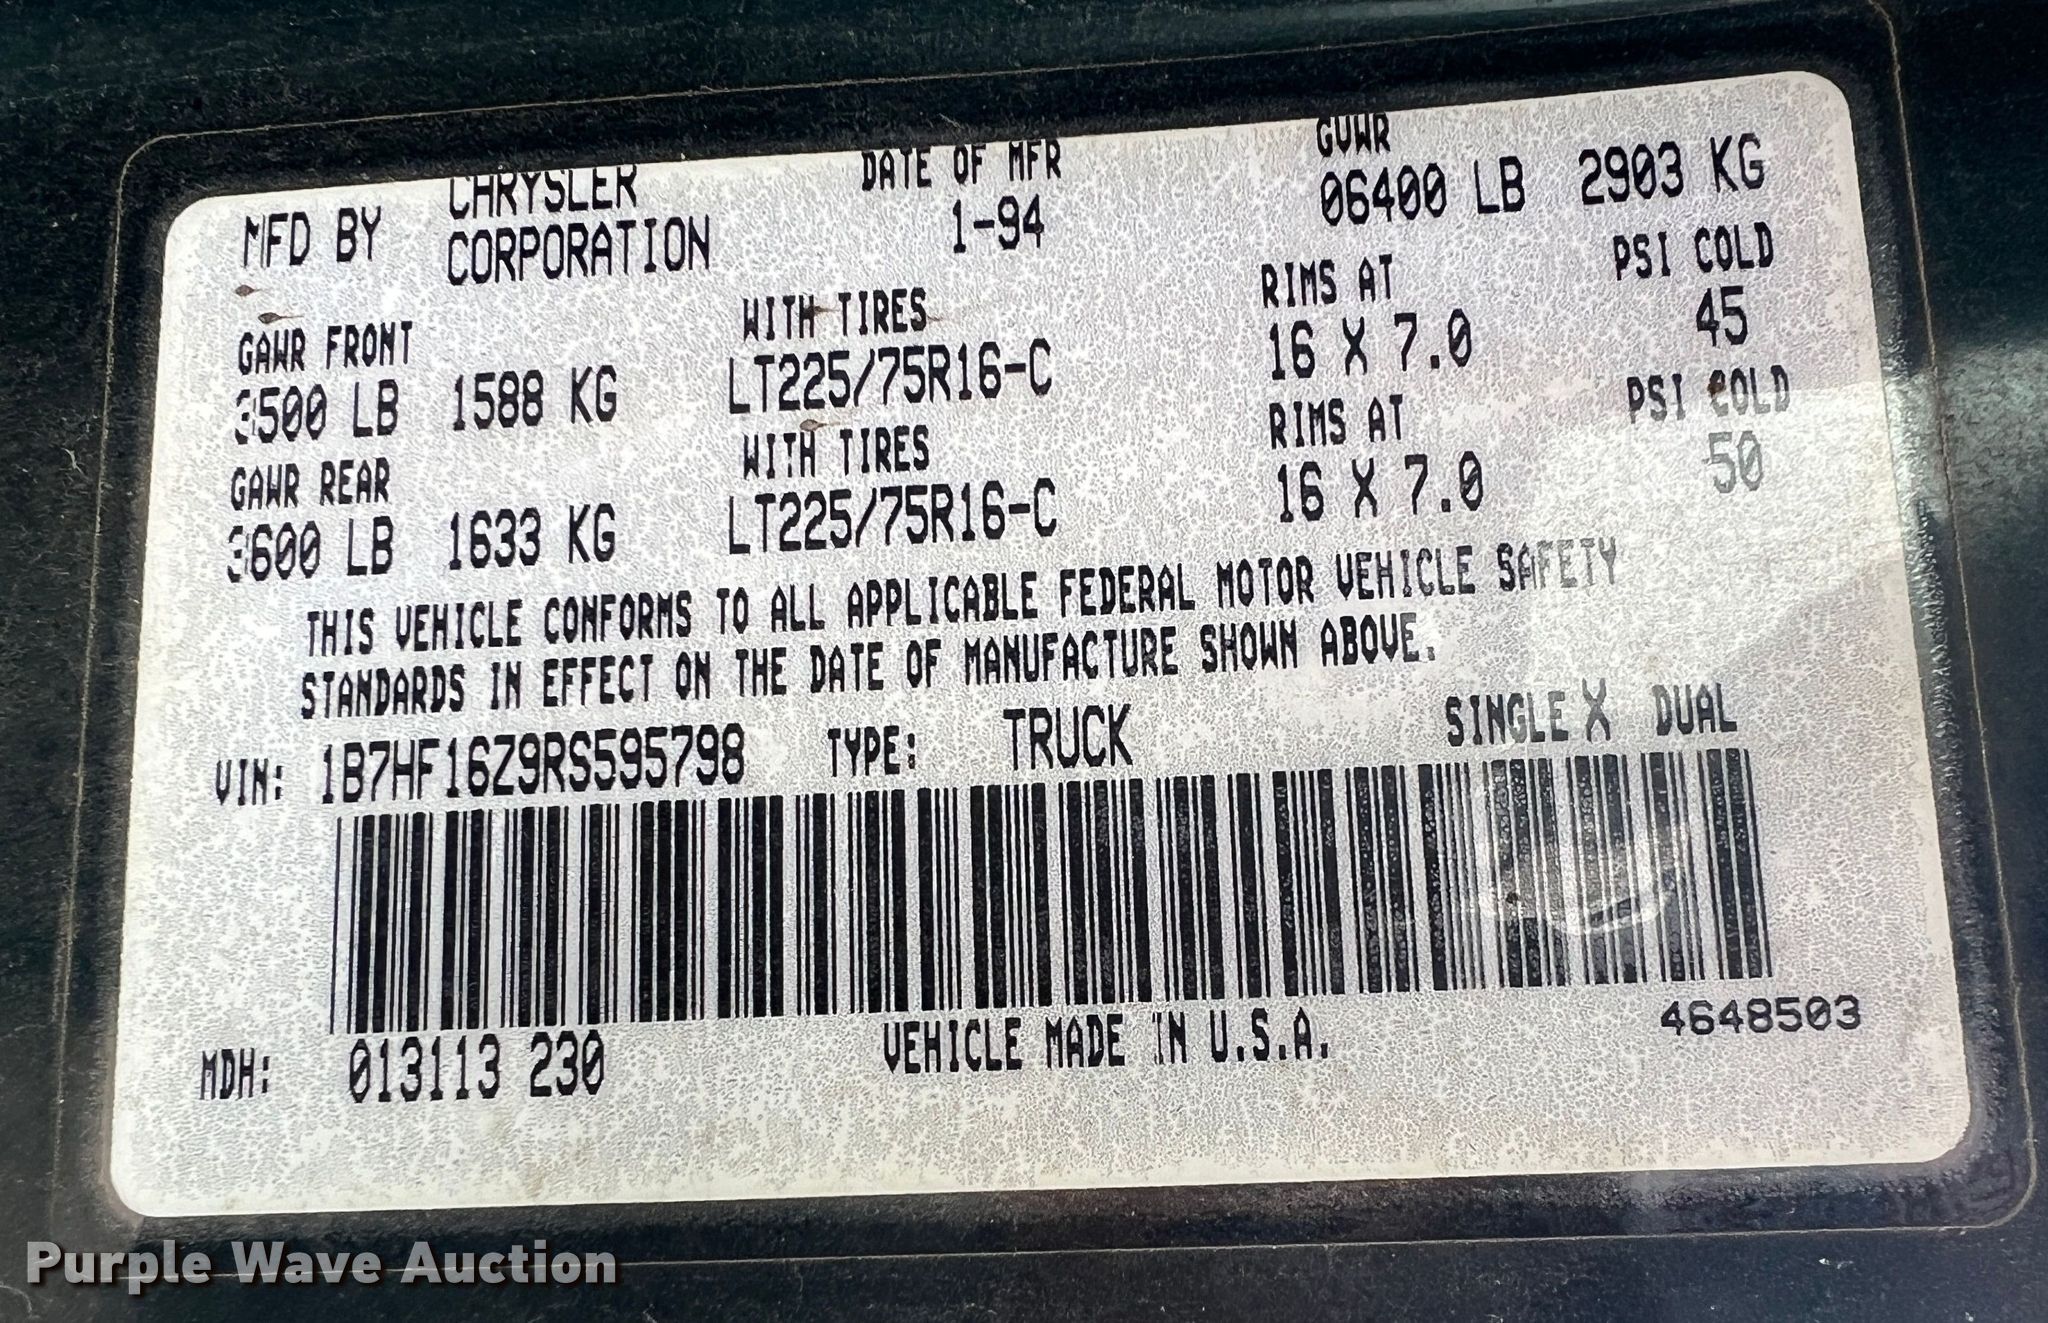 MFD BY CHRYSLER CORPORATION DATE OF MFR 1-94 GVWR 06400 LB 2903 KG
GAWR FRONT WITH TIRES RIMS AT PSI COLD
3500 LB 1588 KG LT225/75R16-C 16 X 7.0 45
GAWR REAR WITH TIRES RIMS AT PSI COLD
3600 LB 1633 KG LT225/75R16-C 16 X 7.0 50
THIS VEHICLE CONFORMS TO ALL APPLICABLE FEDERAL MOTOR VEHICLE SAFETY
STANDARDS IN EFFECT ON THE DATE OF MANUFACTURE SHOWN ABOVE.
VIN: 1B7HF16Z9RS595798 TYPE: TRUCK SINGLE X DUAL
MDH: 013113 230 VEHICLE MADE IN U.S.A. 4648503
Purple Wave Auction